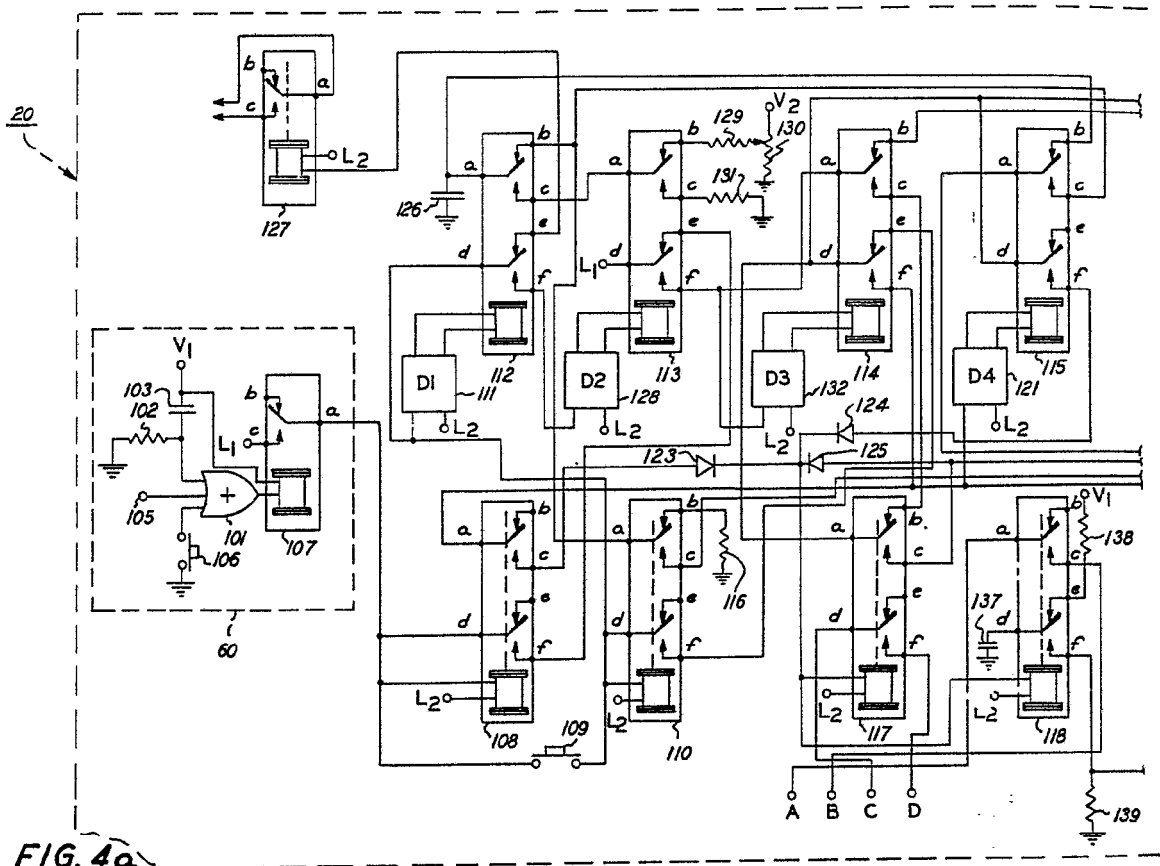 20
b
a
c
L2
127
a
b
c
d
e
f
126
D1
111
L2
112
a
b
c
L1
d
e
f
129
V2
130
131
D2
128
L2
113
a
b
c
d
e
f
D3
132
L2
114
a
b
c
d
e
f
D4
121
L2
115
123
124
125
V1
103
102
b
a
L1
c
105
+
101
106
107
60
a
b
c
d
e
f
L2
108
109
a
b
c
d
e
f
116
L2
110
a
b.
c
d
e
f
L2
117
a
b
c
d
e
f
V1
138
137
L2
118
139
A B C D
FIG. 4a